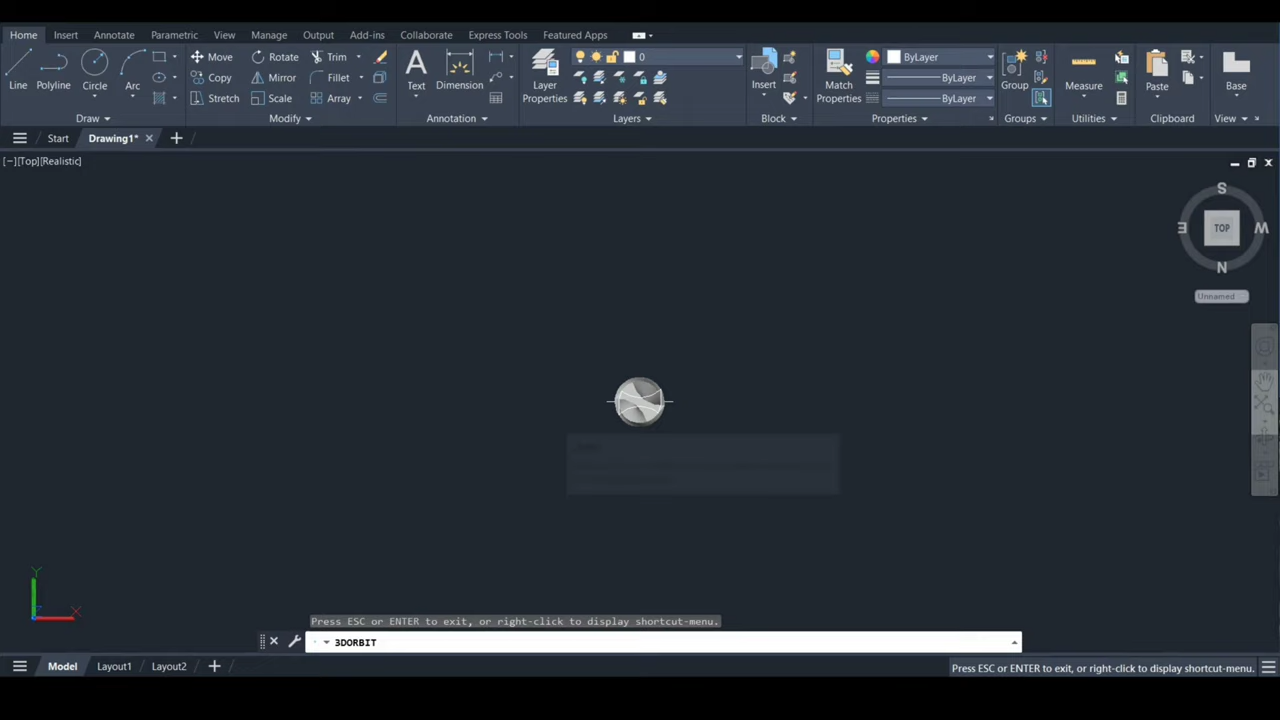 Home Insert Annotate Parametric View Manage Output Add-ins Collaborate Express Tools Featured Apps
Line Polyline Circle Arc
Move Rotate Trim
Copy Mirror Fillet
Stretch Scale Array
Text Dimension
Layer Properties
0
Insert
Match Properties
ByLayer
ByLayer
ByLayer
Group
Measure
Paste
Base
Draw Modify Annotation Layers Block Properties Groups Utilities Clipboard View
Start Drawing1*
[−][Top][Realistic]
S
E TOP W
N
Unnamed
Y
X
Press ESC or ENTER to exit, or right-click to display shortcut-menu.
3DORBIT
Model Layout1 Layout2
Press ESC or ENTER to exit, or right-click to display shortcut-menu.